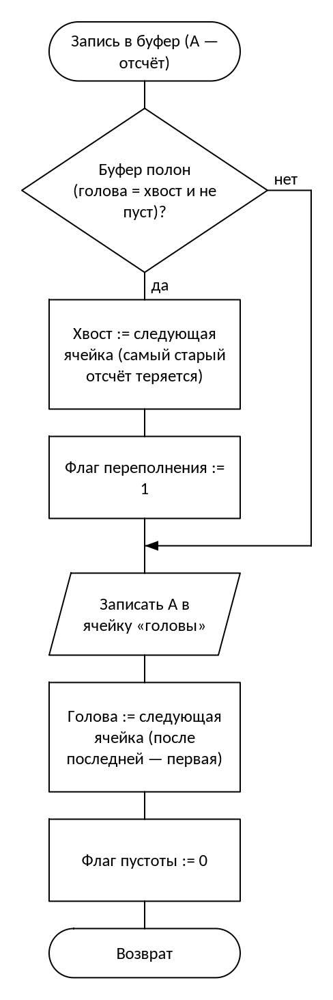 Запись в буфер (А —
отсчёт)
Буфер полон
(голова = хвост и не
пуст)?
нет
да
Хвост := следующая
ячейка (самый старый
отсчёт теряется)
Флаг переполнения :=
1
Записать А в
ячейку «головы»
Голова := следующая
ячейка (после
последней — первая)
Флаг пустоты := 0
Возврат